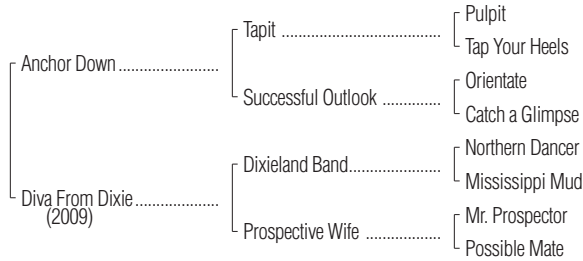 Pulpit
Tapit
Tap Your Heels
Anchor Down
Orientate
Successful Outlook
Catch a Glimpse
Northern Dancer
Dixieland Band
Mississippi Mud
Diva From Dixie
(2009)
Mr. Prospector
Prospective Wife
Possible Mate